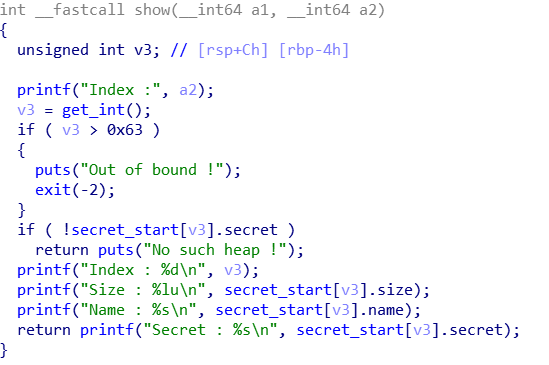 int __fastcall show(__int64 a1, __int64 a2)
{
  unsigned int v3; // [rsp+Ch] [rbp-4h]

  printf("Index :", a2);
  v3 = get_int();
  if ( v3 > 0x63 )
  {
    puts("Out of bound !");
    exit(-2);
  }
  if ( !secret_start[v3].secret )
    return puts("No such heap !");
  printf("Index : %d\n", v3);
  printf("Size : %lu\n", secret_start[v3].size);
  printf("Name : %s\n", secret_start[v3].name);
  return printf("Secret : %s\n", secret_start[v3].secret);
}